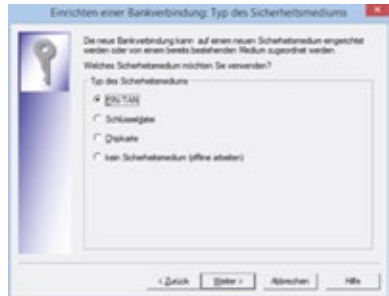 Einrichten einer Bankverbindung: Typ des Sicherheitsmediums
Die neue Bankverbindung kann auf einem neuen Sicherheitsmedium eingerichtet
werden oder von einem bereits bestehenden Medium zugeordnet werden.
Welches Sicherheitsmedium möchten Sie verwenden?
Typ des Sicherheitsmediums
PIN-TAN
Schlüsseldatei
Chipkarte
kein Sicherheitsmedium (offline arbeiten)
< Zurück Weiter > Abbrechen Hilfe